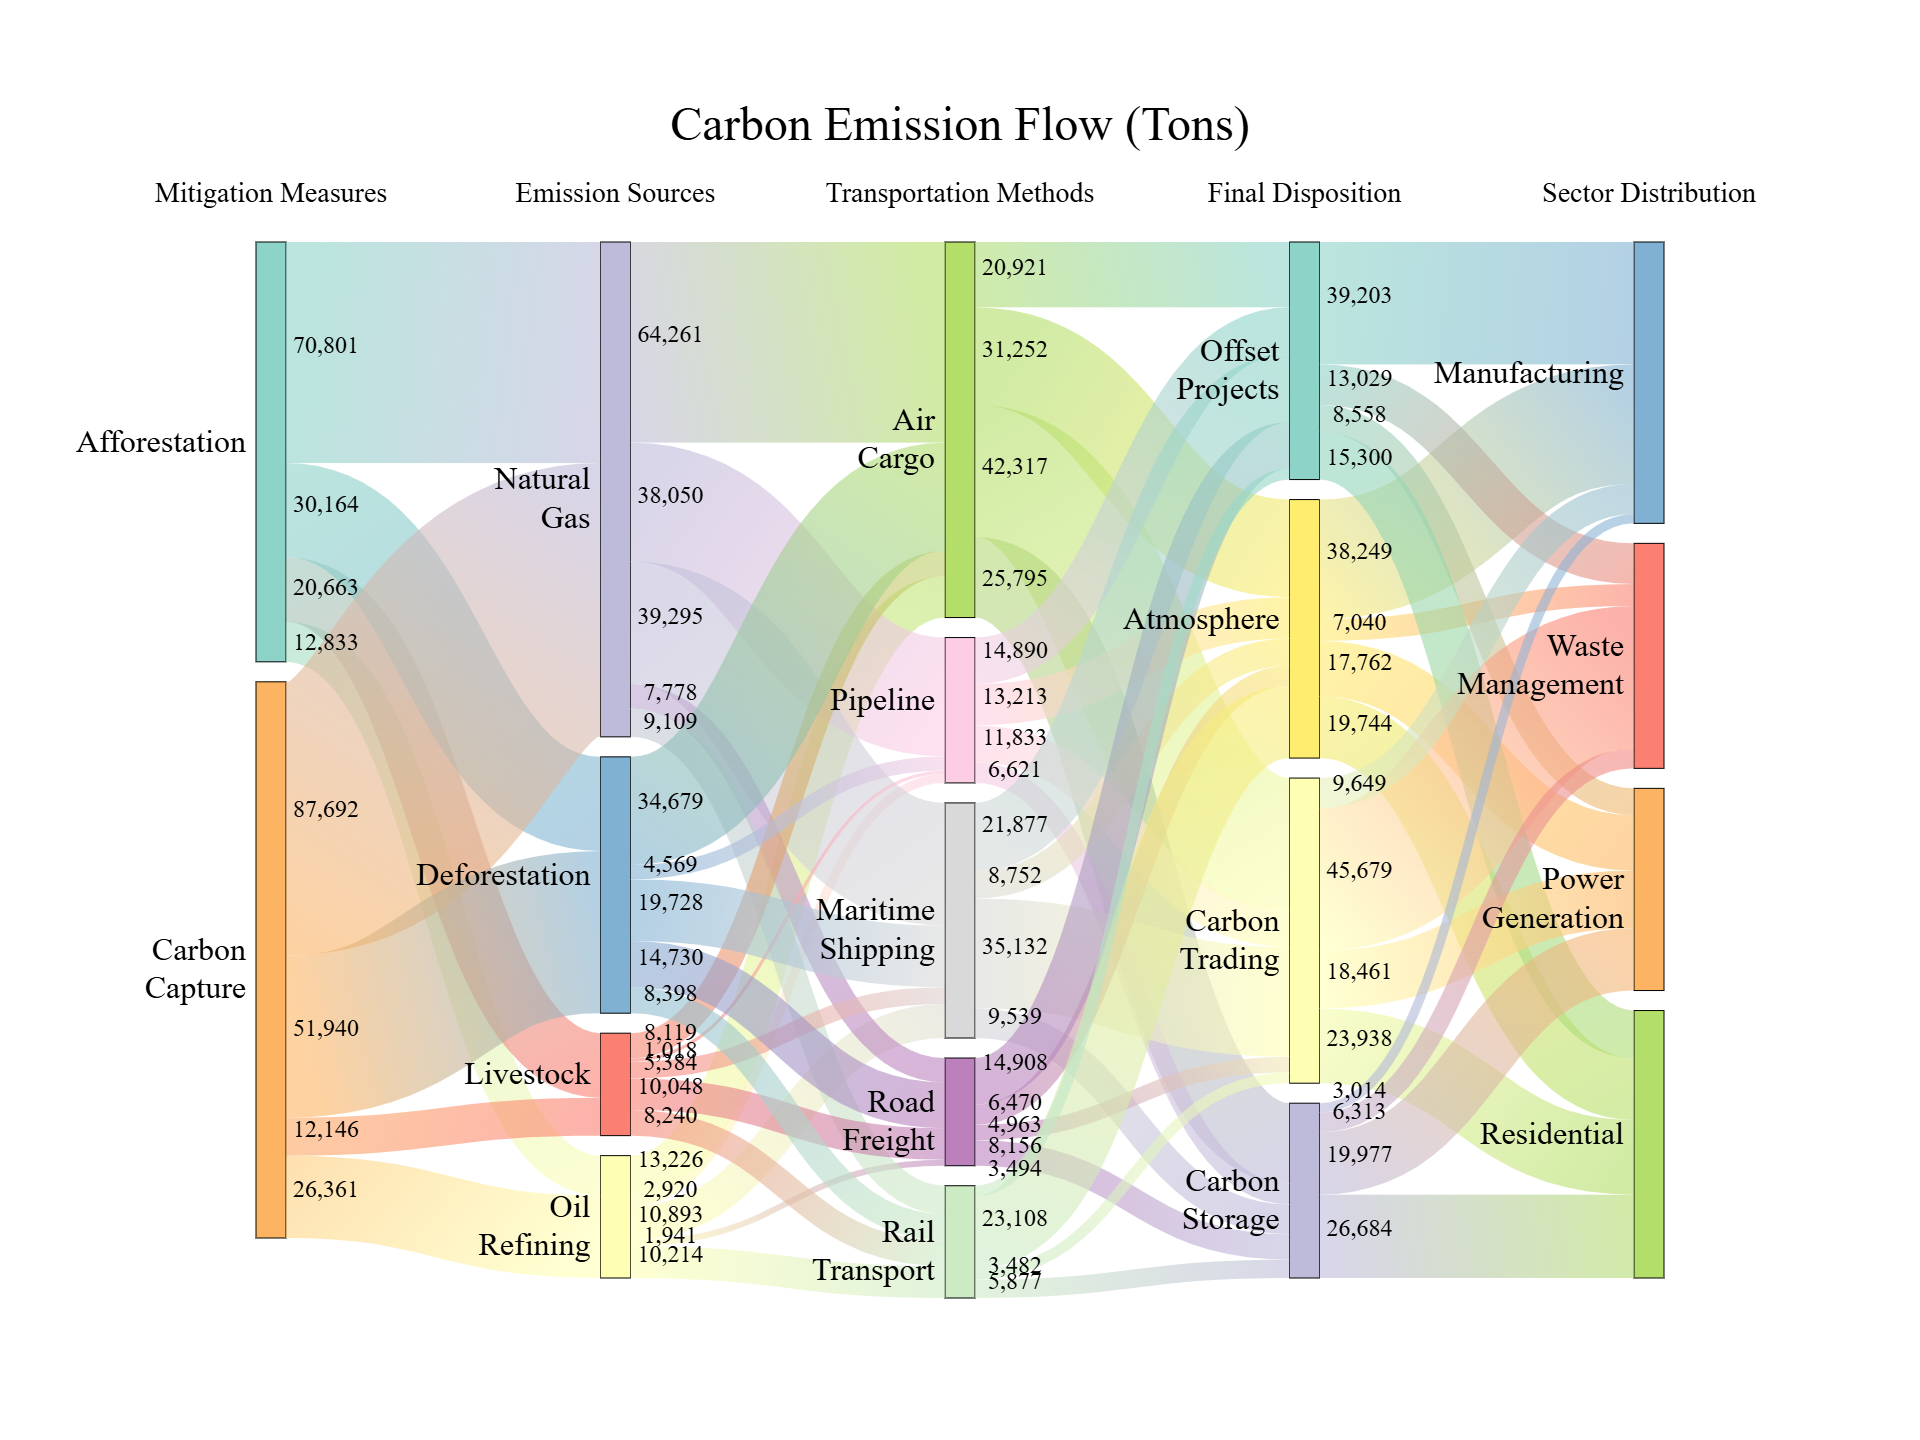 Carbon Emission Flow (Tons)
Mitigation Measures
Emission Sources
Transportation Methods
Final Disposition
Sector Distribution
Afforestation
Carbon
Capture
70,801
30,164
20,663
12,833
87,692
51,940
12,146
26,361
Natural
Gas
Deforestation
Livestock
Oil
Refining
64,261
38,050
39,295
7,778
9,109
34,679
4,569
19,728
14,730
8,398
8,119
1,018
5,384
10,048
8,240
13,226
2,920
10,893
1,941
10,214
Air
Cargo
Pipeline
Maritime
Shipping
Road
Freight
Rail
Transport
20,921
31,252
42,317
25,795
14,890
13,213
11,833
6,621
21,877
8,752
35,132
9,539
14,908
6,470
4,963
8,156
3,494
23,108
3,482
5,877
Offset
Projects
Atmosphere
Carbon
Trading
Carbon
Storage
39,203
13,029
8,558
15,300
38,249
7,040
17,762
19,744
9,649
45,679
18,461
23,938
3,014
6,313
19,977
26,684
Manufacturing
Waste
Management
Power
Generation
Residential